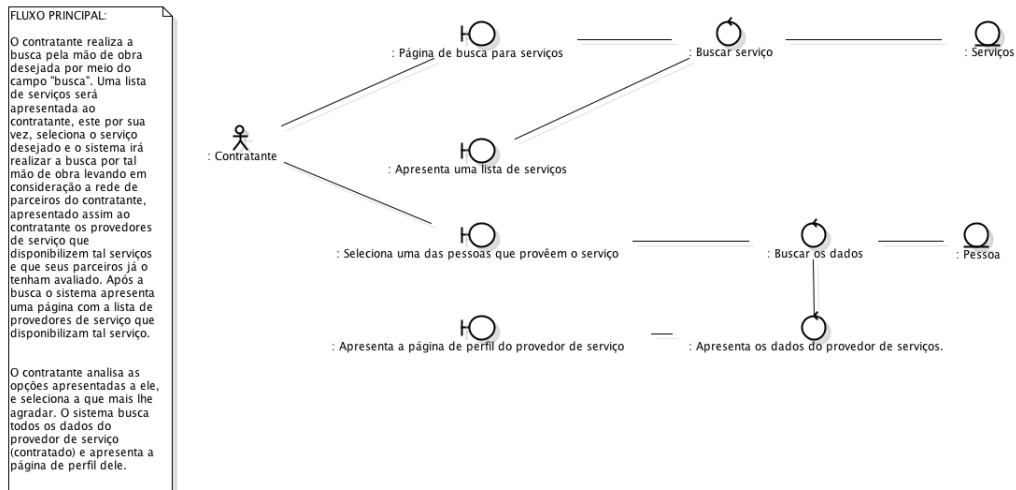 FLUXO PRINCIPAL:
O contratante realiza a
busca pela mão de obra
desejada por meio do
campo "busca". Uma lista
de serviços será
apresentada ao
contratante, este por sua
vez, seleciona o serviço
desejado e o sistema irá
realizar a busca por tal
mão de obra levando em
consideração a rede de
parceiros do contratante,
apresentado assim ao
contratante os provedores
de serviço que
disponibilizem tal serviços
e que seus parceiros já o
tenham avaliado. Após a
busca o sistema apresenta
uma página com a lista de
provedores de serviço que
disponibilizam tal serviço.
O contratante analisa as
opções apresentadas a ele,
e seleciona a que mais lhe
agradar. O sistema busca
todos os dados do
provedor de serviço
(contratado) e apresenta a
página de perfil dele.
: Página de busca para serviços
: Buscar serviço
: Serviços
: Contratante
: Apresenta uma lista de serviços
: Seleciona uma das pessoas que provêem o serviço
: Buscar os dados
: Pessoa
: Apresenta a página de perfil do provedor de serviço
: Apresenta os dados do provedor de serviços.